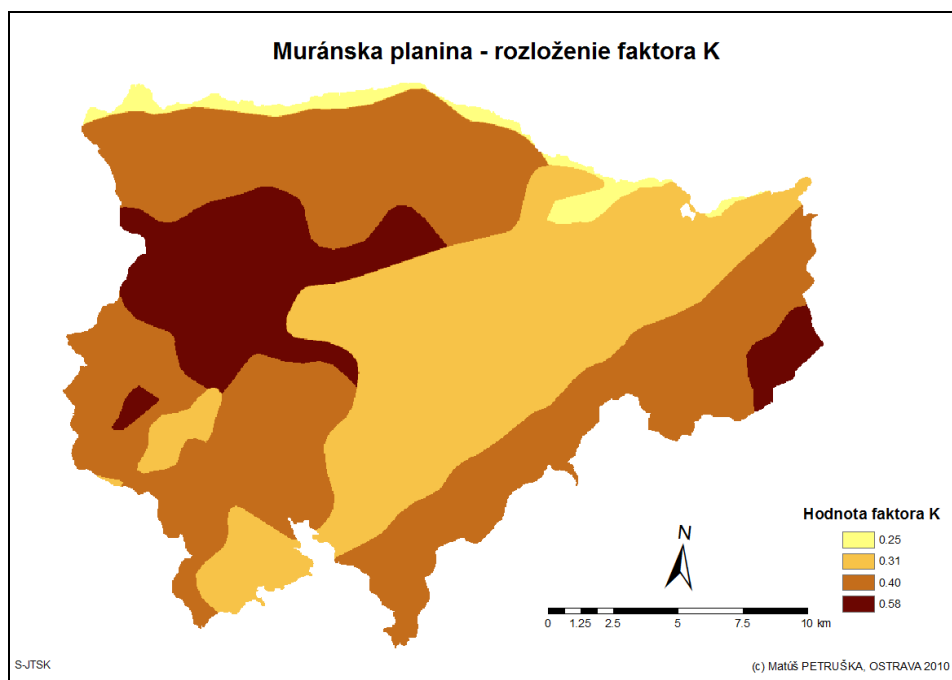 Muránska planina - rozloženie faktora K
Hodnota faktora K
0.25
0.31
0.40
0.58
N
0 1.25 2.5 5 7.5 10 km
S-JTSK
(c) Matúš PETRUŠKA, OSTRAVA 2010